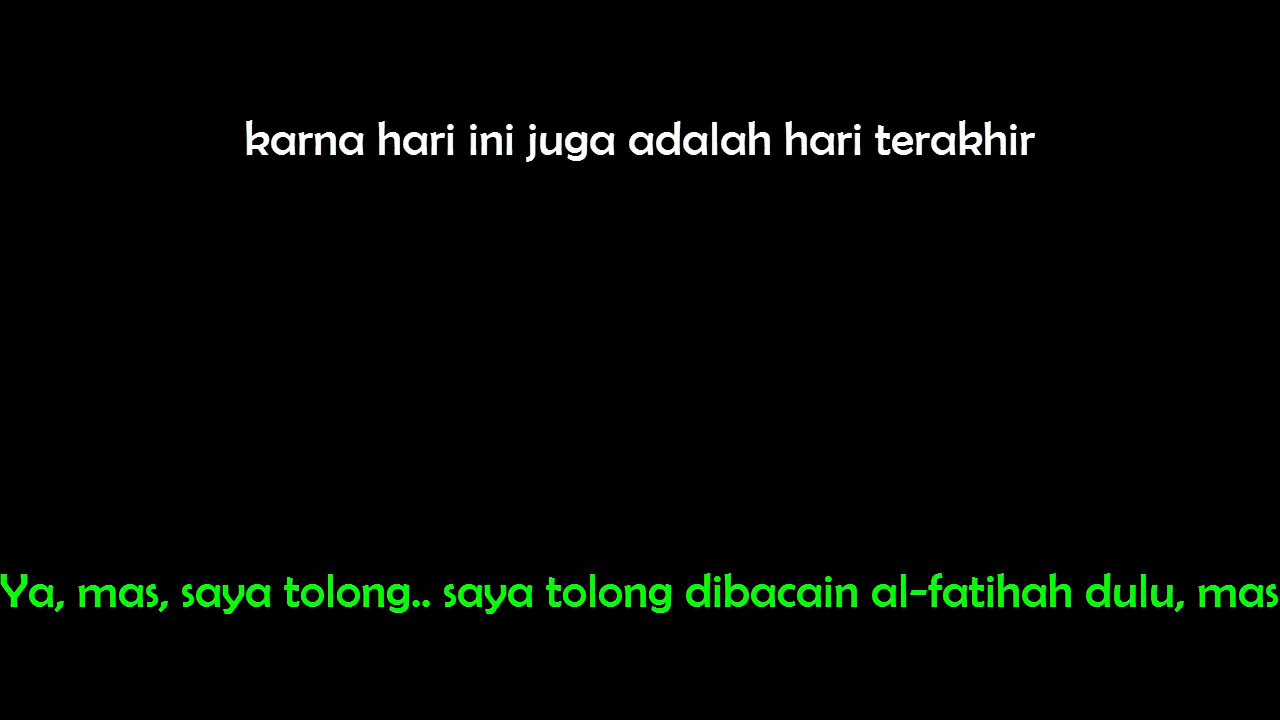 karna hari ini juga adalah hari terakhir
Ya, mas, saya tolong.. saya tolong dibacain al-fatihah dulu, mas